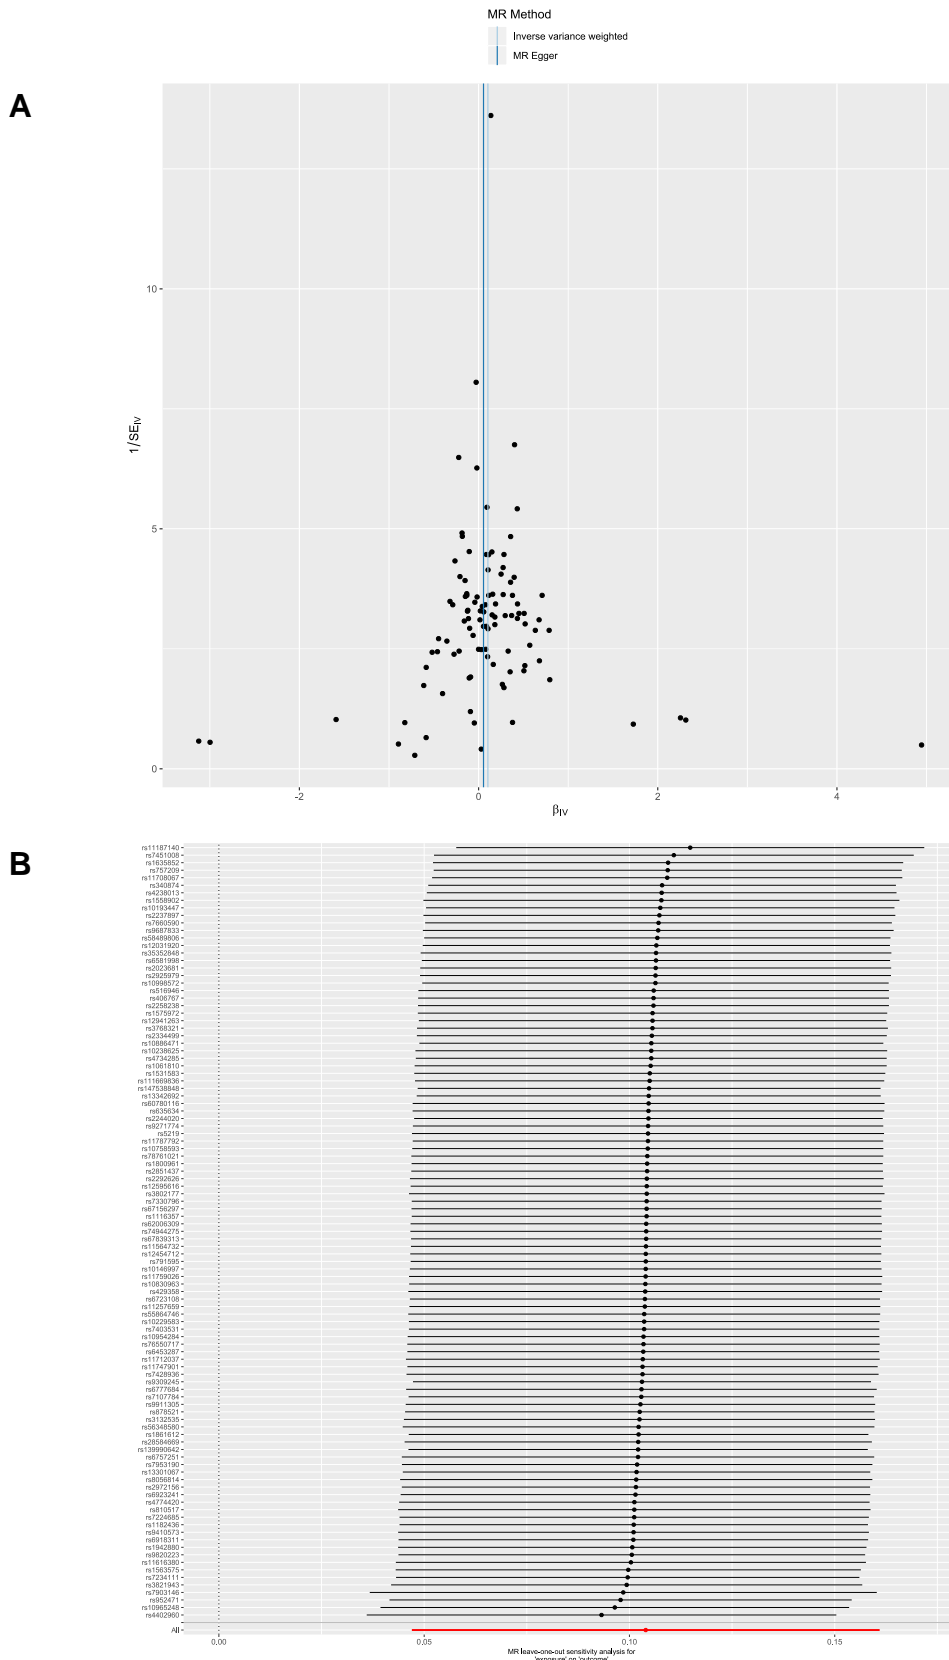 MR Method
Inverse variance weighted
MR Egger
A
10
5
0
1/SE_IV
-2
0
2
4
β_IV
B
rs11187140
rs7451008
rs1635852
rs757209
rs11708067
rs340874
rs4238013
rs1558902
rs10193447
rs2237897
rs7660590
rs9687833
rs58489806
rs12031920
rs35352848
rs6581998
rs2023681
rs2925979
rs10998572
rs516946
rs406767
rs2258238
rs1575972
rs12941263
rs3768321
rs2334499
rs10886471
rs10238625
rs4734285
rs1061810
rs1531583
rs111669836
rs147538848
rs13342692
rs60780116
rs635634
rs2244020
rs9271774
rs5219
rs11787792
rs10758593
rs78761021
rs1800961
rs2851437
rs2292626
rs12595616
rs3802177
rs7330796
rs67156297
rs1116357
rs62006309
rs74944275
rs67839313
rs11564732
rs12454712
rs791595
rs10146997
rs11759026
rs10830963
rs429358
rs6723108
rs11257659
rs55864746
rs10229583
rs7403531
rs10954284
rs76550717
rs6453287
rs11712037
rs11747901
rs7428936
rs9309245
rs6777684
rs7107784
rs9911305
rs878521
rs3132535
rs56348580
rs1861612
rs28584669
rs139990642
rs6757251
rs7953190
rs13301067
rs8056814
rs2972156
rs6923241
rs4774420
rs810517
rs7224685
rs1182436
rs9410573
rs6918311
rs1942880
rs9820223
rs11616380
rs1563575
rs7234111
rs3821943
rs7903146
rs952471
rs10965248
rs4402960
All
0.00
0.05
0.10
0.15
MR leave-one-out sensitivity analysis for
'exposure' on 'outcome'